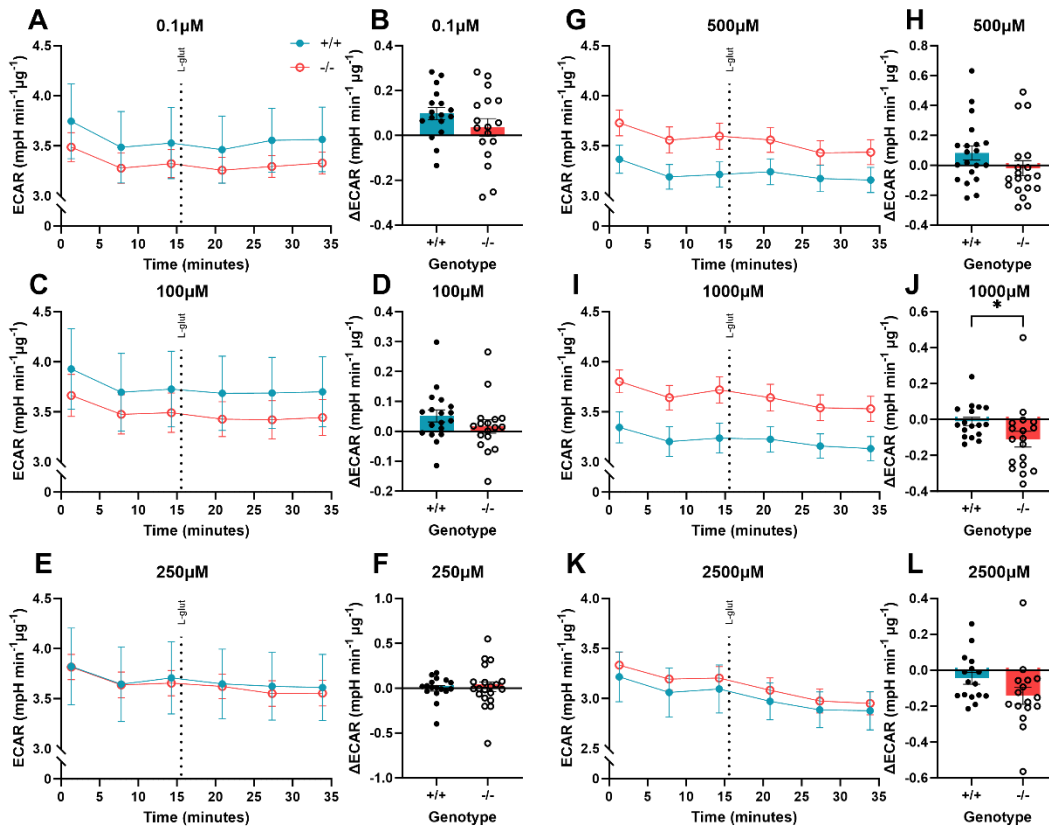 A
0.1µM
+/+
-/-
L-glut
ECAR (mpH min⁻¹µg⁻¹)
4.5
4.0
3.5
3.0
0
0 5 10 15 20 25 30 35
Time (minutes)
B
0.1µM
ΔECAR (mpH min⁻¹ µg⁻¹)
0.4
0.2
0.0
0.2
0.4
+/+ -/-
Genotype
G
500µM
L-glut
ECAR (mpH min⁻¹µg⁻¹)
4.5
4.0
3.5
3.0
0
0 5 10 15 20 25 30 35
Time (minutes)
H
500µM
ΔECAR (mpH min⁻¹ µg⁻¹)
0.8
0.6
0.4
0.2
0.0
-0.2
-0.4
+/+ -/-
Genotype
C
100µM
L-glut
ECAR (mpH min⁻¹µg⁻¹)
4.5
4.0
3.5
3.0
0
0 5 10 15 20 25 30 35
Time (minutes)
D
100µM
ΔECAR (mpH min⁻¹ µg⁻¹)
0.4
0.3
0.2
0.1
0.0
0.1
0.2
+/+ -/-
Genotype
I
1000µM
L-glut
ECAR (mpH min⁻¹µg⁻¹)
4.5
4.0
3.5
3.0
0
0 5 10 15 20 25 30 35
Time (minutes)
J
1000µM
*
ΔECAR (mpH min⁻¹ µg⁻¹)
0.6
0.4
0.2
-0.0
-0.2
-0.4
+/+ -/-
Genotype
E
250µM
L-glut
ECAR (mpH min⁻¹µg⁻¹)
4.5
4.0
3.5
3.0
0
0 5 10 15 20 25 30 35
Time (minutes)
F
250µM
ΔECAR (mpH min⁻¹ µg⁻¹)
1.0
0.5
0.0
-0.5
-1.0
+/+ -/-
Genotype
K
2500µM
L-glut
ECAR (mpH min⁻¹µg⁻¹)
4.0
3.5
3.0
2.5
0
0 5 10 15 20 25 30 35
Time (minutes)
L
2500µM
ΔECAR (mpH min⁻¹ µg⁻¹)
0.4
0.2
-0.0
-0.2
-0.4
-0.6
+/+ -/-
Genotype